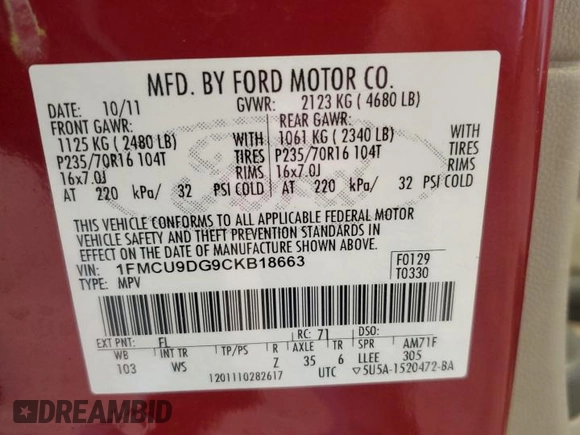 MFD. BY FORD MOTOR CO.
DATE: 10/11 GVWR: 2123 KG ( 4680 LB)
FRONT GAWR: REAR GAWR:
1125 KG ( 2480 LB) WITH 1061 KG ( 2340 LB) WITH
P235/70R16 104T TIRES P235/70R16 104T TIRES
16x7.0J RIMS 16x7.0J RIMS
AT 220 kPa/ 32 PSI COLD AT 220 kPa/ 32 PSI COLD
THIS VEHICLE CONFORMS TO ALL APPLICABLE FEDERAL MOTOR
VEHICLE SAFETY AND THEFT PREVENTION STANDARDS IN
EFFECT ON THE DATE OF MANUFACTURE SHOWN ABOVE.
VIN: 1FMCU9DG9CKB18663 F0129
TYPE: MPV T0330
EXT PNT: FL RC: 71 DSO:
WB INT TR TP/PS R AXLE TR SPR AM71F
103 WS Z 35 6 LLEE 305
1201110282617 UTC ▽5U5A-1520472-BA
DREAMBID